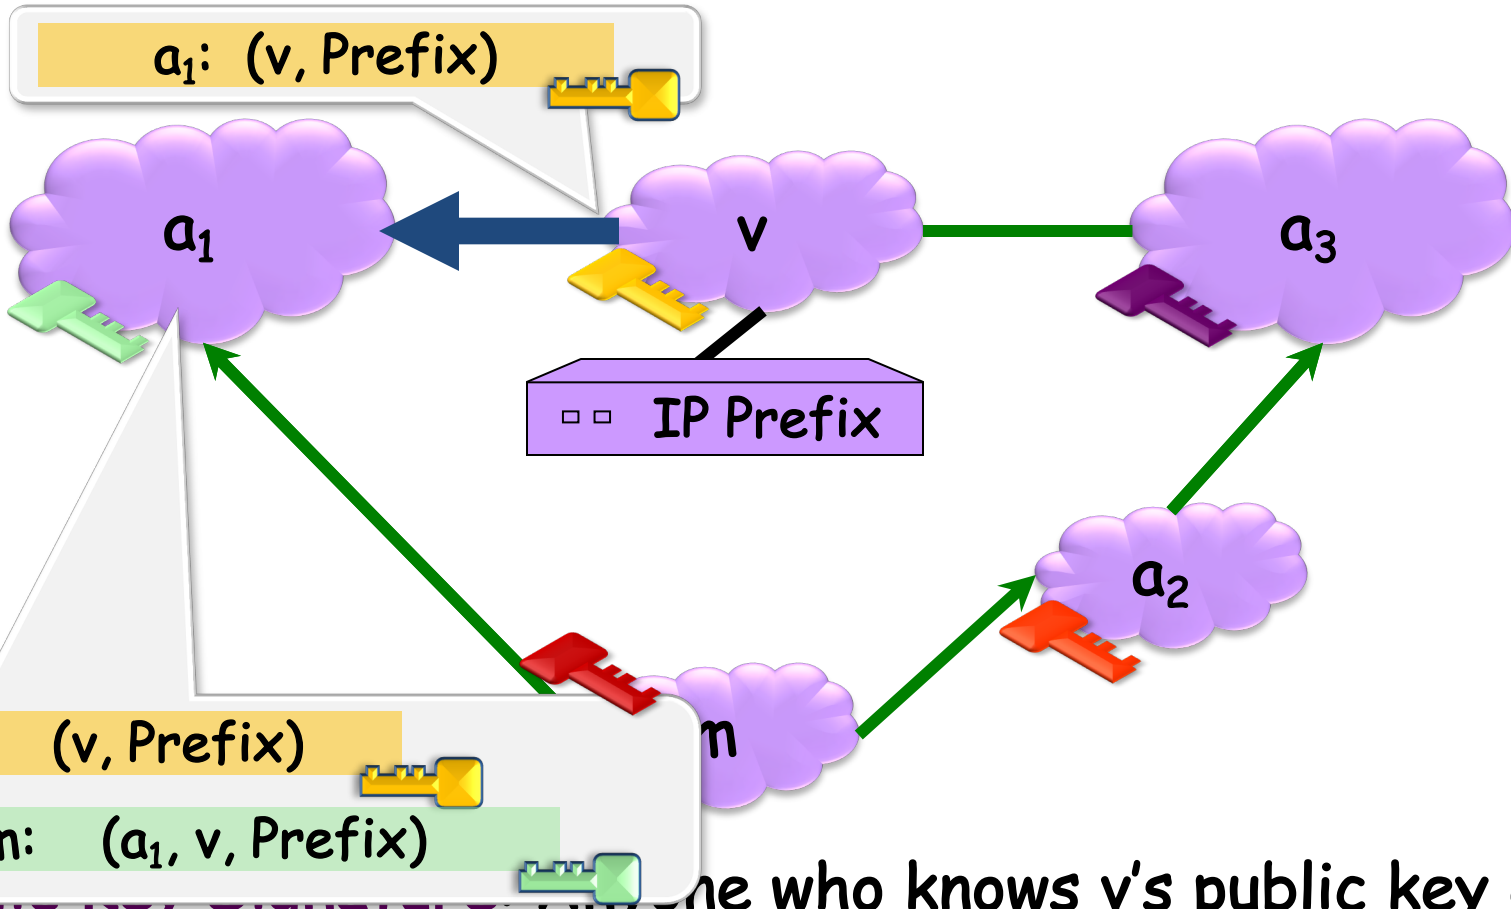 a₁: (v, Prefix)
a₁
v
a₃
IP Prefix
a₂
m
(v, Prefix)
m: (a₁, v, Prefix)
who knows v's public key